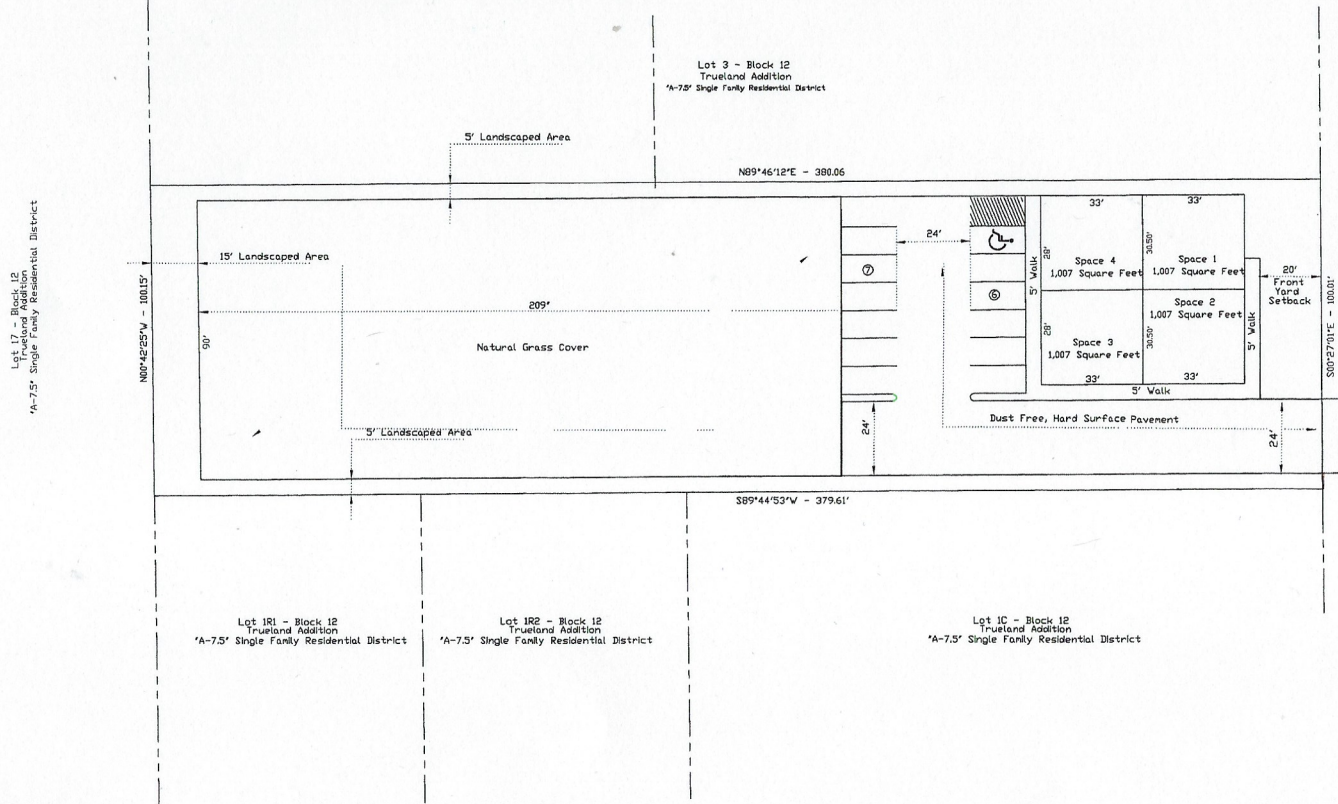 Lot 3 - Block 12
Trueland Addition
"A-7.5" Single Family Residential District
5' Landscaped Area
N89°46'12"E - 380.06
Lot 17 - Block 12
Trueland Addition
"A-7.5" Single Family Residential District
N00°42'25"W - 100.15'
15' Landscaped Area
90'
209'
Natural Grass Cover
5' Landscaped Area
7
24'
6
5' Walk
33'
33'
28'
30.50'
Space 4
1,007 Square Feet
Space 1
1,007 Square Feet
20'
Front
Yard
Setback
Space 2
1,007 Square Feet
28'
30.50'
Space 3
1,007 Square Feet
5' Walk
33'
33'
5' Walk
S00°27'01"E - 100.01'
24'
Dust Free, Hard Surface Pavement
24'
S89°44'53"W - 379.61'
Lot 1R1 - Block 12
Trueland Addition
"A-7.5" Single Family Residential District
Lot 1R2 - Block 12
Trueland Addition
"A-7.5" Single Family Residential District
Lot 1C - Block 12
Trueland Addition
"A-7.5" Single Family Residential District